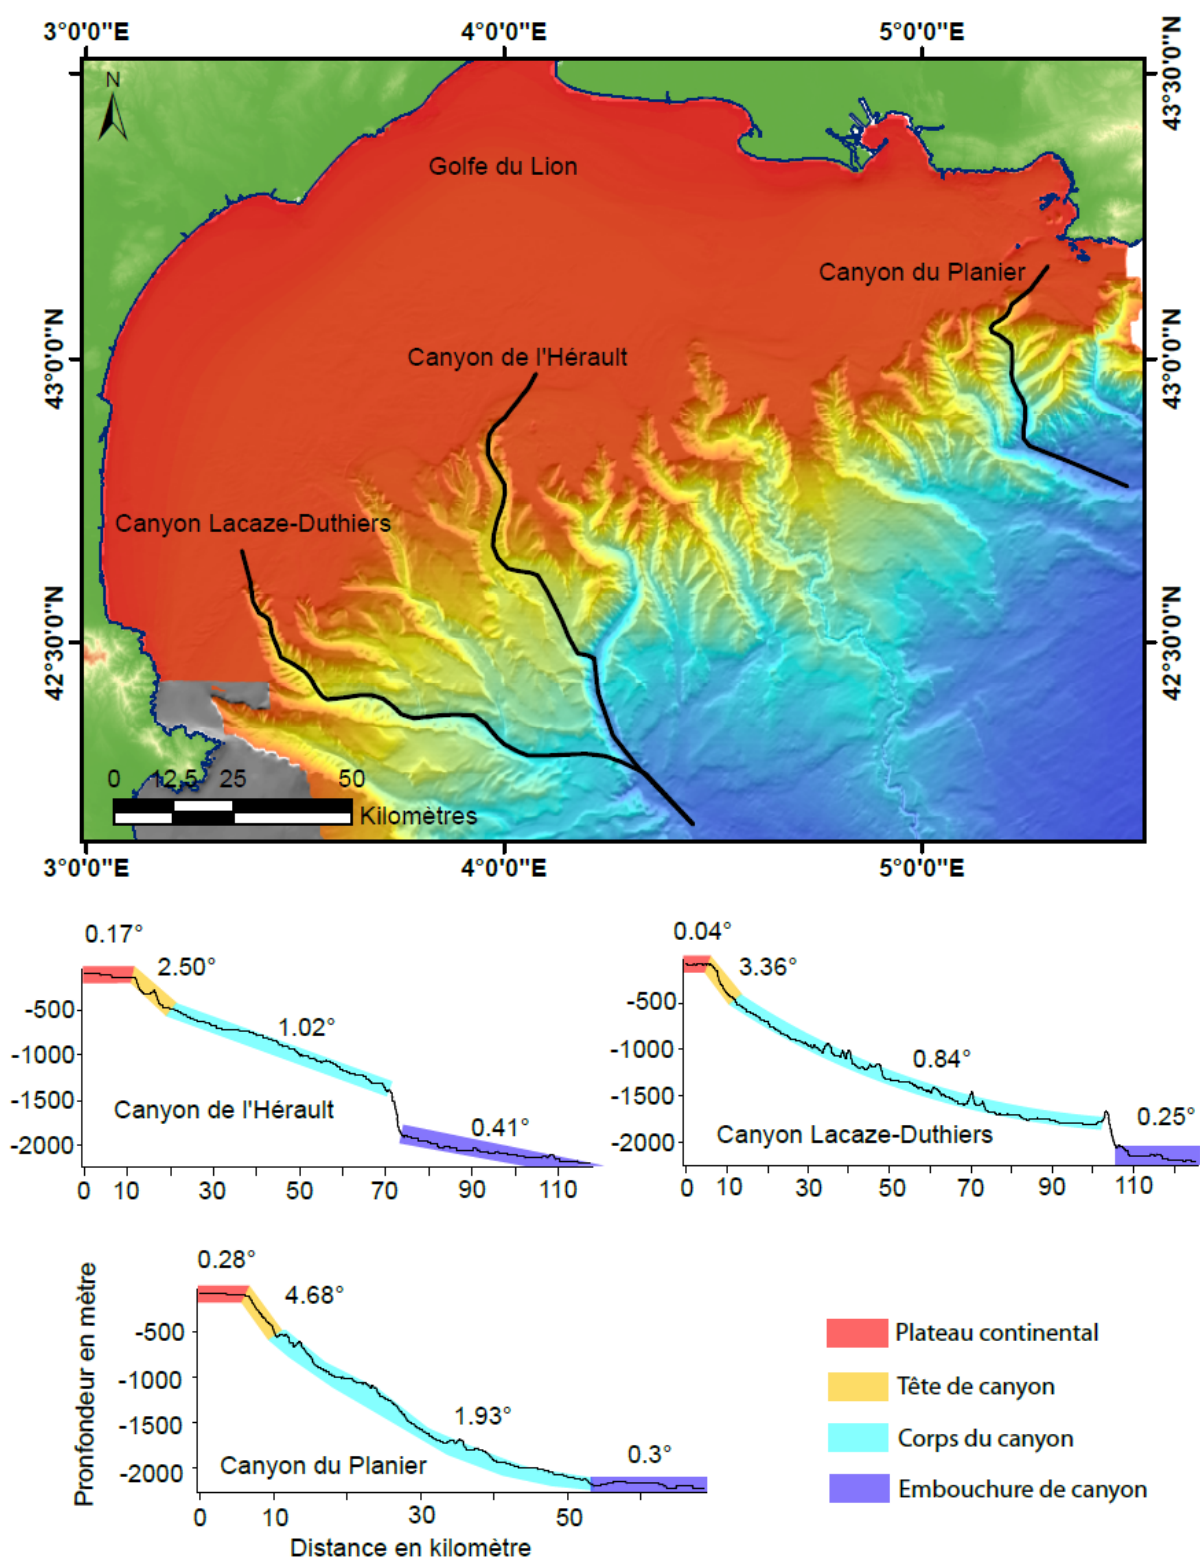 3°0'0"E
4°0'0"E
5°0'0"E
43°30'0"N
N
Golfe du Lion
Canyon du Planier
43°0'0"N
43°0'0"N
Canyon de l'Hérault
Canyon Lacaze-Duthiers
42°30'0"N
42°30'0"N
0 12,5 25 50
Kilomètres
3°0'0"E
4°0'0"E
5°0'0"E
0.17°
2.50°
-500
1.02°
-1000
-1500
Canyon de l'Hérault
0.41°
-2000
0 10 30 50 70 90 110
0.04°
3.36°
-500
-1000
0.84°
-1500
0.25°
-2000
Canyon Lacaze-Duthiers
0 10 30 50 70 90 110
0.28°
4.68°
Pronfondeur en mètre
-500
-1000
-1500
1.93°
0.3°
-2000
Canyon du Planier
0 10 30 50
Distance en kilomètre
Plateau continental
Tête de canyon
Corps du canyon
Embouchure de canyon